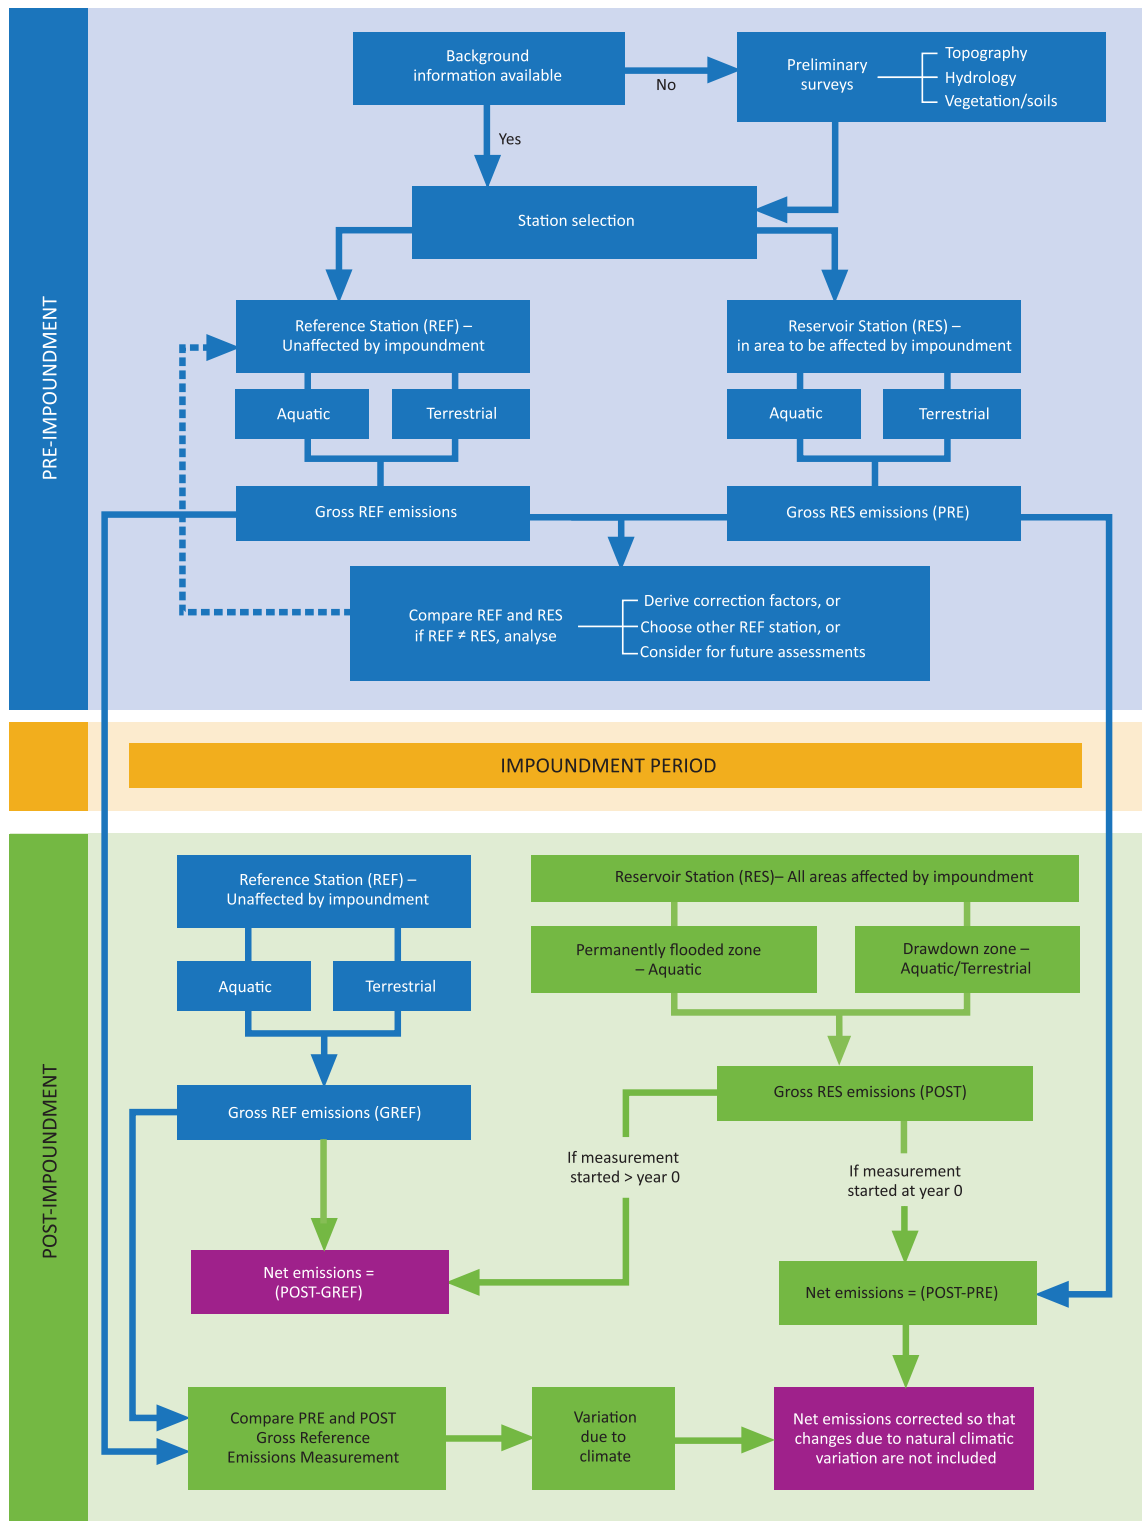 PRE-IMPOUNDMENT
Background
information available
No
Yes
Preliminary
surveys
Topography
Hydrology
Vegetation/soils
Station selection
Reference Station (REF) –
Unaffected by impoundment
Aquatic
Terrestrial
Gross REF emissions
Reservoir Station (RES) –
in area to be affected by impoundment
Aquatic
Terrestrial
Gross RES emissions (PRE)
Compare REF and RES
if REF ≠ RES, analyse
Derive correction factors, or
Choose other REF station, or
Consider for future assessments
IMPOUNDMENT PERIOD
POST-IMPOUNDMENT
Reference Station (REF) –
Unaffected by impoundment
Aquatic
Terrestrial
Gross REF emissions (GREF)
Reservoir Station (RES)– All areas affected by impoundment
Permanently flooded zone
– Aquatic
Drawdown zone –
Aquatic/Terrestrial
Gross RES emissions (POST)
If measurement
started > year 0
If measurement
started at year 0
Net emissions =
(POST-GREF)
Net emissions = (POST-PRE)
Compare PRE and POST
Gross Reference
Emissions Measurement
Variation
due to
climate
Net emissions corrected so that
changes due to natural climatic
variation are not included